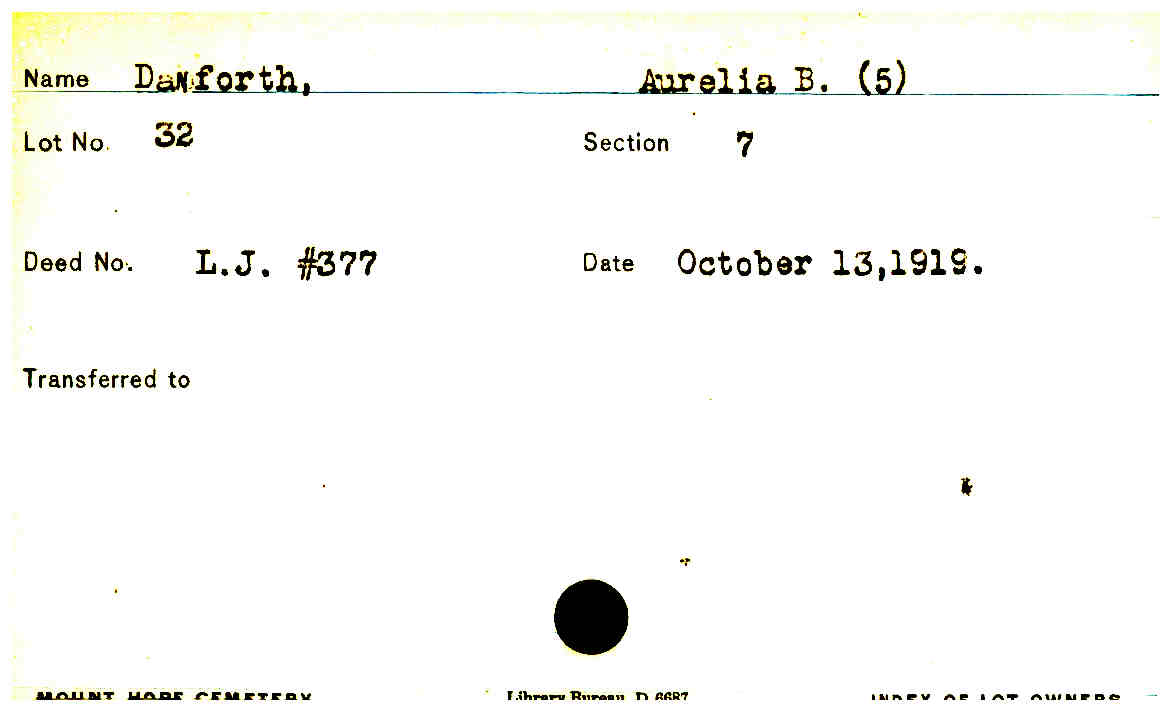 Name Danforth, Aurelia B. (5)
Lot No. 32 Section 7
Deed No. L.J. #377 Date October 13,1919.
Transferred to
MOUNT HOPE CEMETERY Library Bureau D 6687 INDEX OF LOT OWNERS